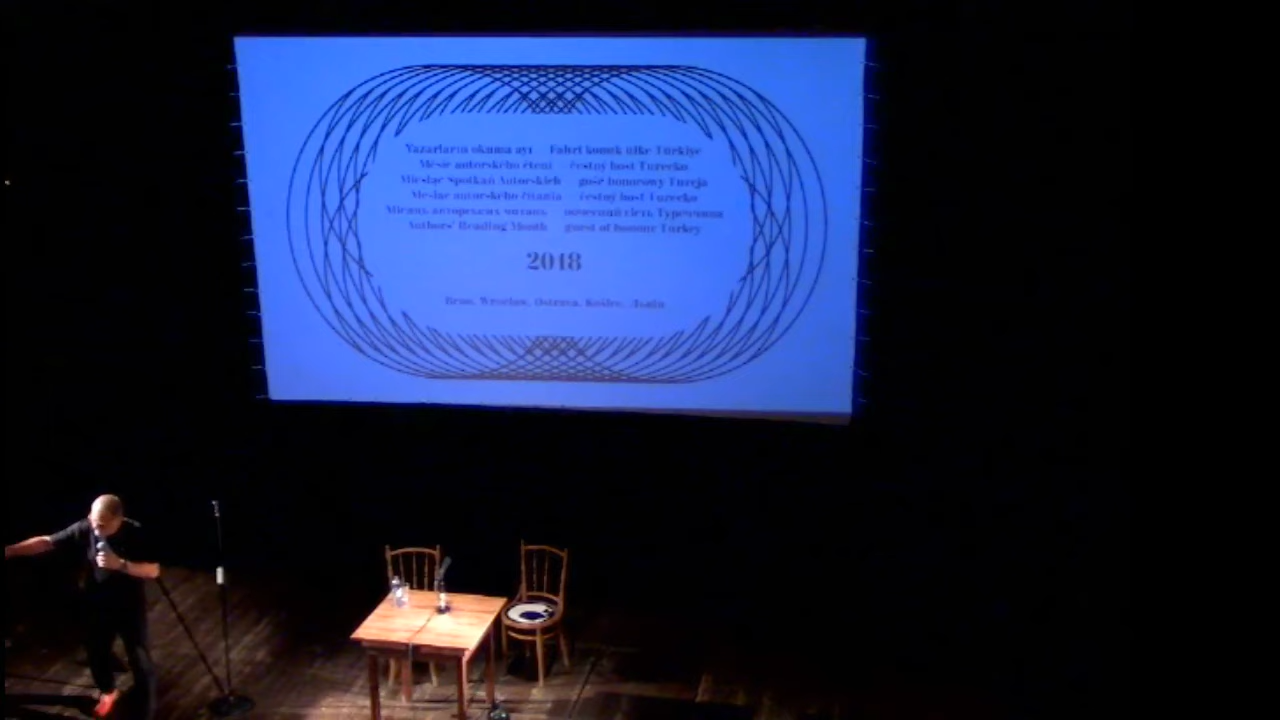 Yazarların okuma ayı — Fahri konuk ülke Türkiye
Měsíc autorského čtení — čestný host Turecko
Miesiąc Spotkań Autorskich — gość honorowy Turcja
Mesiac autorského čítania — čestný host Turecko
Місяць авторських читань — почесний гість Туреччина
Authors' Reading Month — guest of honour Turkey
2018
Brno, Wrocław, Ostrava, Košice, Львів